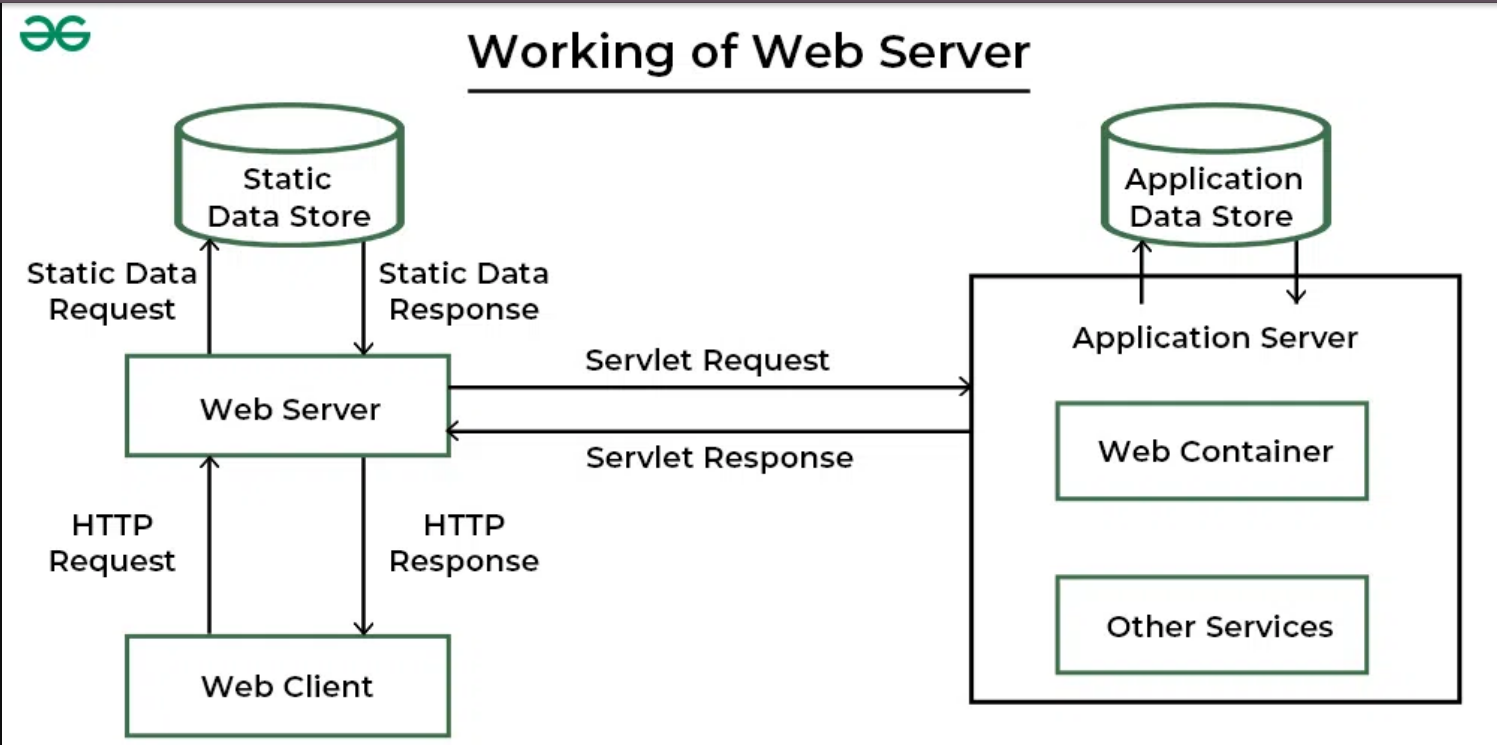 Working of Web Server
Static
Data Store
Application
Data Store
Static Data
Request
Static Data
Response
Servlet Request
Application Server
Web Server
Servlet Response
Web Container
HTTP
Request
HTTP
Response
Other Services
Web Client